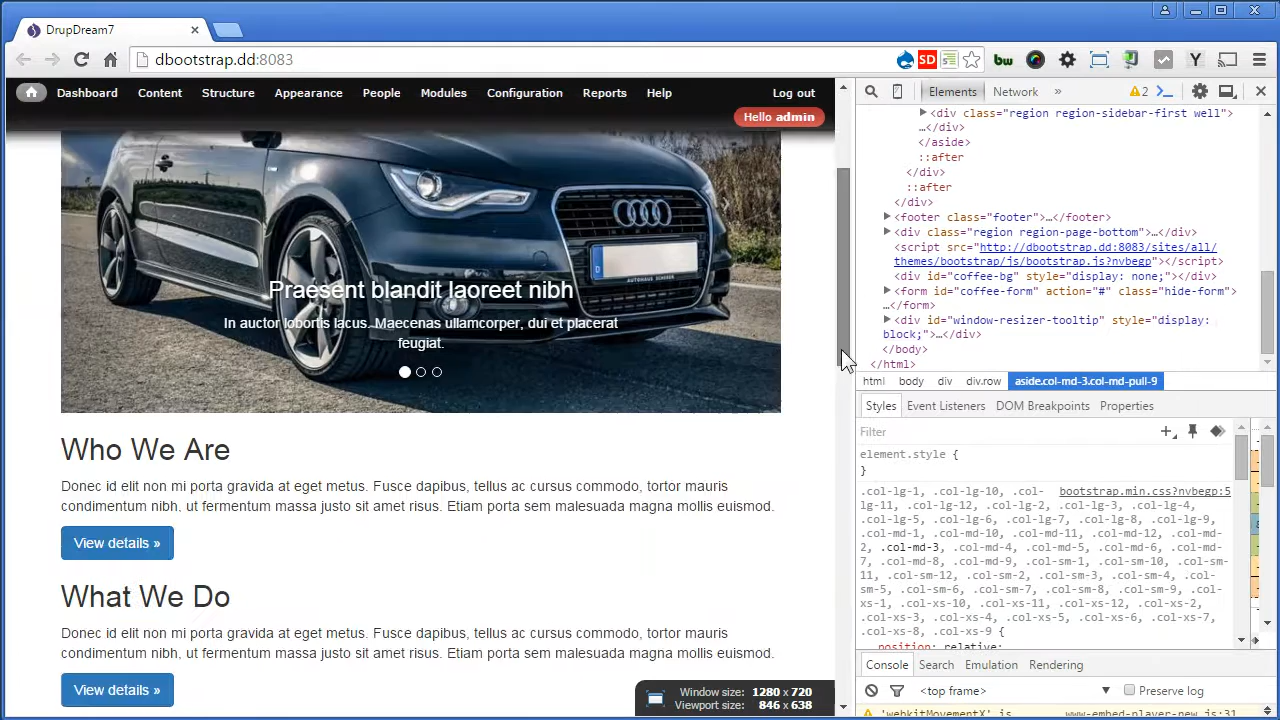 DrupDream7
dbootstrap.dd:8083
SD
bw
Y
Dashboard Content Structure Appearance People Modules Configuration Reports Help Log out
Hello admin
Praesent blandit laoreet nibh
In auctor lobortis lacus. Maecenas ullamcorper, dui et placerat
feugiat.
Who We Are
Donec id elit non mi porta gravida at eget metus. Fusce dapibus, tellus ac cursus commodo, tortor mauris
condimentum nibh, ut fermentum massa justo sit amet risus. Etiam porta sem malesuada magna mollis euismod.
View details »
What We Do
Donec id elit non mi porta gravida at eget metus. Fusce dapibus, tellus ac cursus commodo, tortor mauris
condimentum nibh, ut fermentum massa justo sit amet risus. Etiam porta sem malesuada magna mollis euismod.
View details »
Window size: 1280 x 720
Viewport size: 846 x 638
Elements Network » 2
<div class="region region-sidebar-first well">
…</div>
</aside>
::after
</div>
::after
</div>
<footer class="footer">…</footer>
<div class="region region-page-bottom">…</div>
<script src="http://dbootstrap.dd:8083/sites/all/
themes/bootstrap/js/bootstrap.js?nvbegp"></script>
<div id="coffee-bg" style="display: none;"></div>
<form id="coffee-form" action="#" class="hide-form">
…</form>
<div id="window-resizer-tooltip" style="display:
block;">…</div>
</body>
</html>
html body div div.row aside.col-md-3.col-md-pull-9
Styles Event Listeners DOM Breakpoints Properties
Filter
element.style {
}
.col-lg-1, .col-lg-10, .col- bootstrap.min.css?nvbegp:5
lg-11, .col-lg-12, .col-lg-2, .col-lg-3, .col-lg-4,
.col-lg-5, .col-lg-6, .col-lg-7, .col-lg-8, .col-lg-9,
.col-md-1, .col-md-10, .col-md-11, .col-md-12, .col-md-
2, .col-md-3, .col-md-4, .col-md-5, .col-md-6, .col-md-
7, .col-md-8, .col-md-9, .col-sm-1, .col-sm-10, .col-sm-
11, .col-sm-12, .col-sm-2, .col-sm-3, .col-sm-4, .col-
sm-5, .col-sm-6, .col-sm-7, .col-sm-8, .col-sm-9, .col-
xs-1, .col-xs-10, .col-xs-11, .col-xs-12, .col-xs-2,
.col-xs-3, .col-xs-4, .col-xs-5, .col-xs-6, .col-xs-7,
.col-xs-8, .col-xs-9 {
position: relative;
Console Search Emulation Rendering
<top frame> Preserve log
'webkitMovementX' is www-embed-player-new.js:31